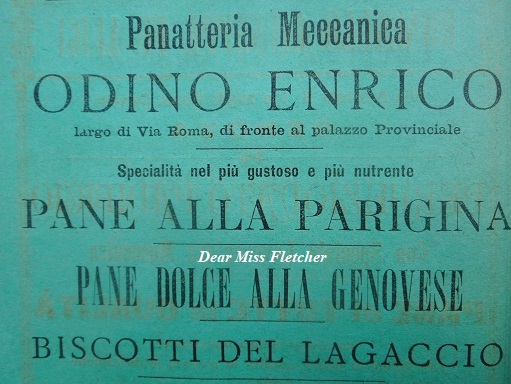 Panatteria Meccanica
ODINO ENRICO
largo di Via Roma, di fronte al palazzo Provinciale
Specialità nel più gustoso e più nutrente
PANE ALLA PARIGINA
Dear Miss Fletcher
PANE DOLCE ALLA GENOVESE
BISCOTTI DEL LAGACCIO